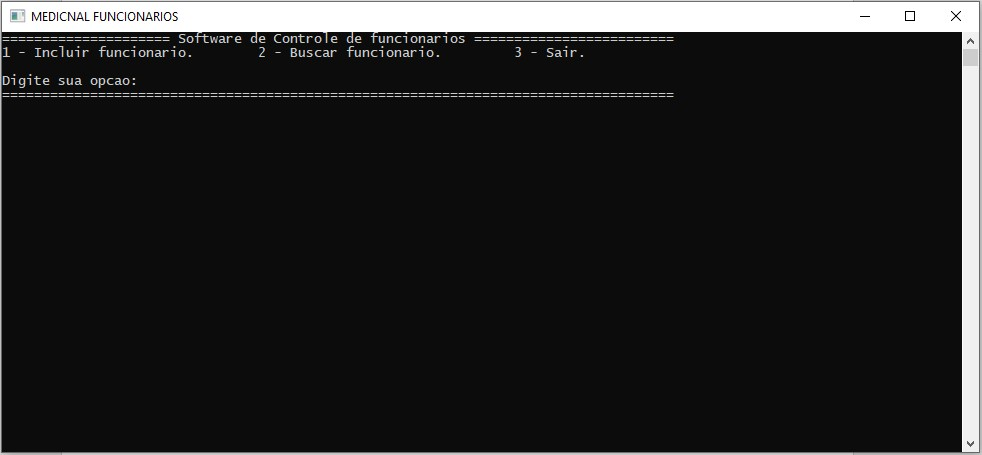 MEDICNAL FUNCIONARIOS
===================== Software de Controle de funcionarios =========================
1 - Incluir funcionario. 2 - Buscar funcionario. 3 - Sair.
Digite sua opcao:
====================================================================================